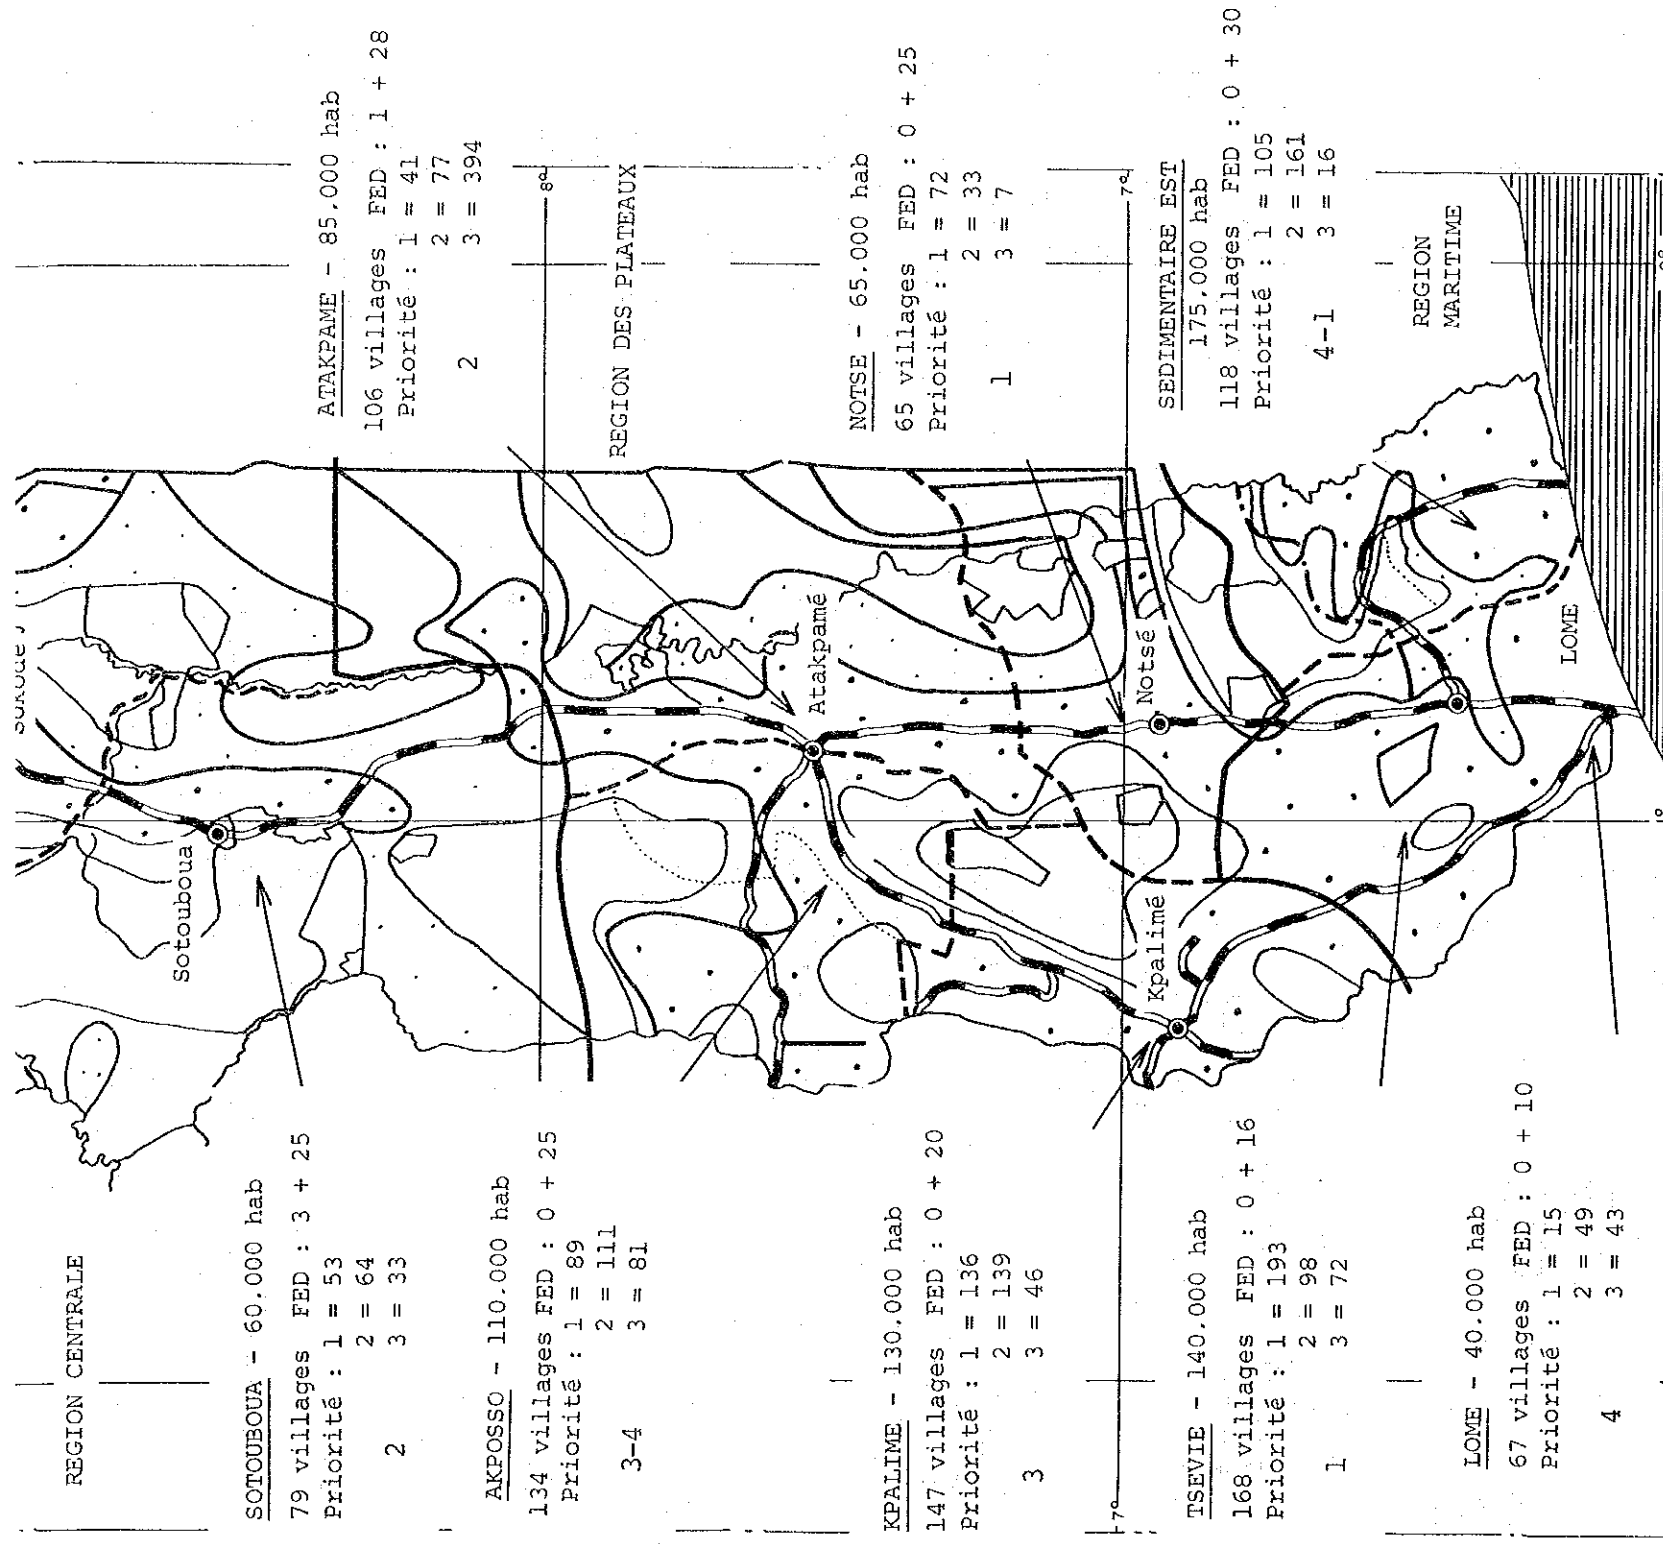 REGION CENTRALE
SOTOUBOUA - 60.000 hab
79 villages FED : 3 + 25
Priorité : 1 = 53
2 = 64
3 = 33
2
AKPOSSO - 110.000 hab
134 villages FED : 0 + 25
Priorité : 1 = 89
2 = 111
3 = 81
3-4
KPALIME - 130.000 hab
147 villages FED : 0 + 20
Priorité : 1 = 136
2 = 139
3 = 46
3
7°
TSEVIE - 140.000 hab
168 villages FED : 0 + 16
Priorité : 1 = 193
2 = 98
3 = 72
1
LOME - 40.000 hab
67 villages FED : 0 + 10
Priorité : 1 = 15
2 = 49
3 = 43
4
Sotouboua
Atakpamé
Notsé
Kpalimé
LOME
ATAKPAME - 85.000 hab
106 villages FED : 1 + 28
Priorité : 1 = 41
2 = 77
3 = 394
2
8°
REGION DES PLATEAUX
NOTSE - 65.000 hab
65 villages FED : 0 + 25
Priorité : 1 = 72
2 = 33
3 = 7
1
7°
SEDIMENTAIRE EST
175.000 hab
118 villages FED : 0 + 30
Priorité : 1 = 105
2 = 161
3 = 16
4-1
REGION
MARITIME